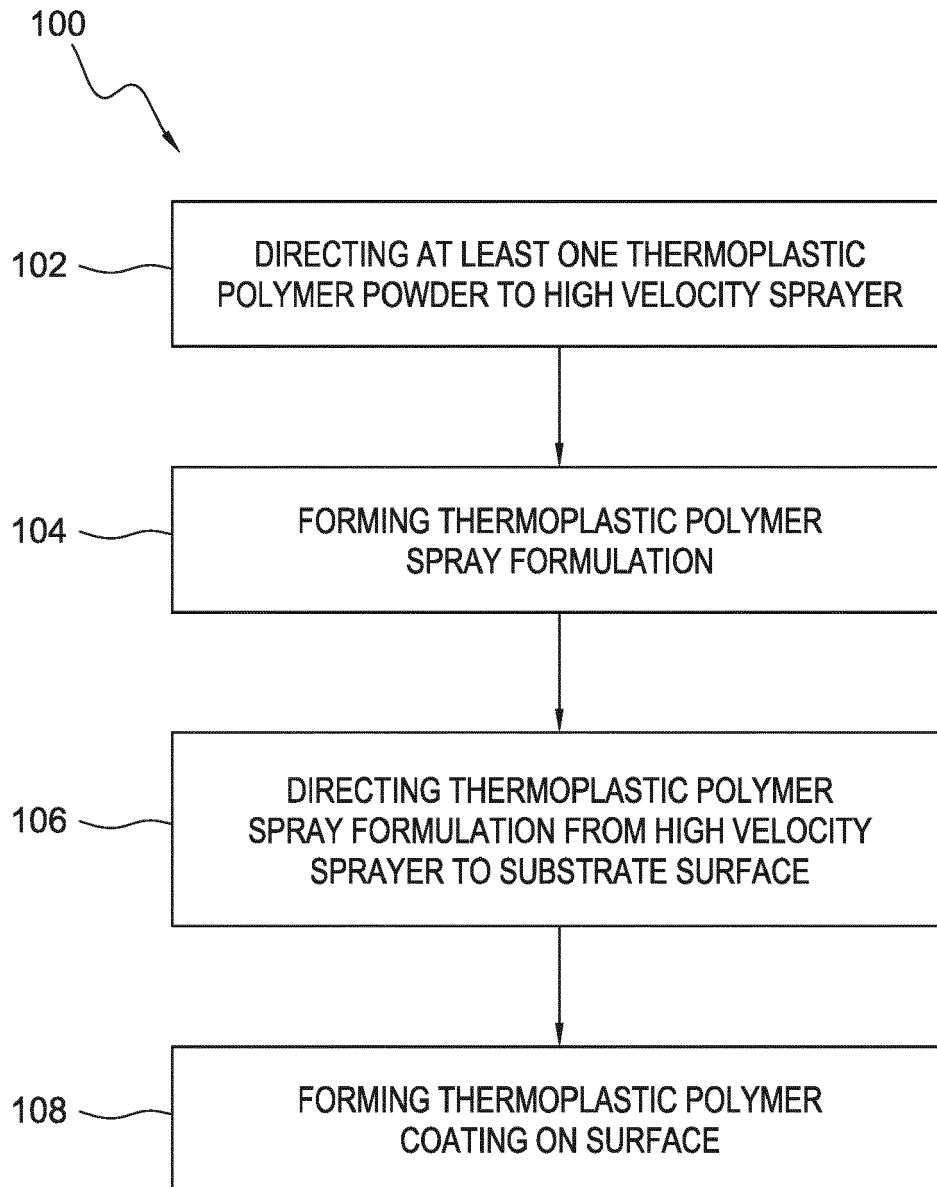 100
102
DIRECTING AT LEAST ONE THERMOPLASTIC
POLYMER POWDER TO HIGH VELOCITY SPRAYER
104
FORMING THERMOPLASTIC POLYMER
SPRAY FORMULATION
106
DIRECTING THERMOPLASTIC POLYMER
SPRAY FORMULATION FROM HIGH VELOCITY
SPRAYER TO SUBSTRATE SURFACE
108
FORMING THERMOPLASTIC POLYMER
COATING ON SURFACE